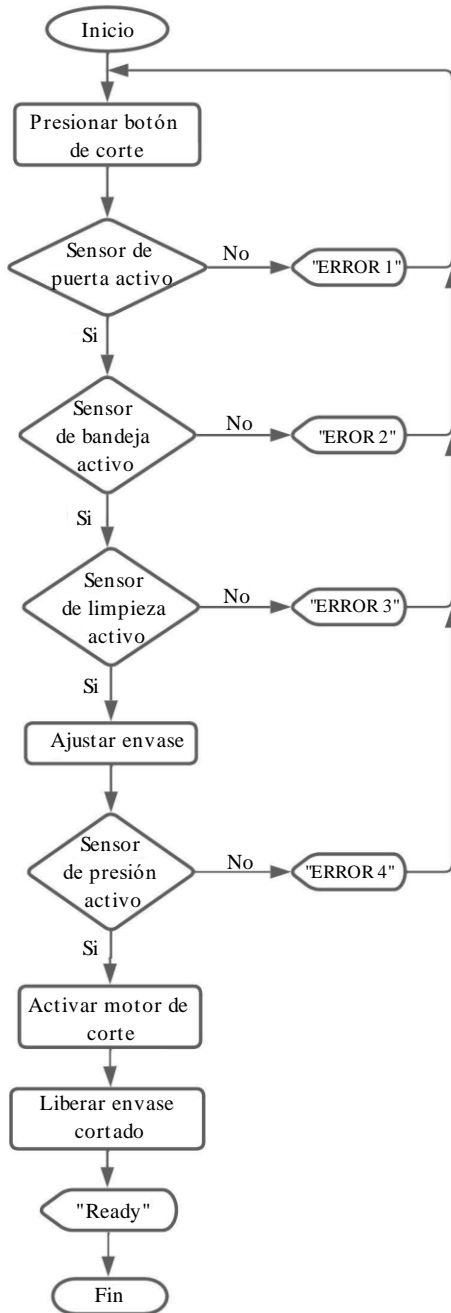 Inicio
Presionar botón
de corte
Sensor de
puerta activo
No
"ERROR 1"
Si
Sensor
de bandeja
activo
No
"EROR 2"
Si
Sensor
de limpieza
activo
No
"ERROR 3"
Si
Ajustar envase
Sensor
de presión
activo
No
"ERROR 4"
Si
Activar motor de
corte
Liberar envase
cortado
"Ready"
Fin